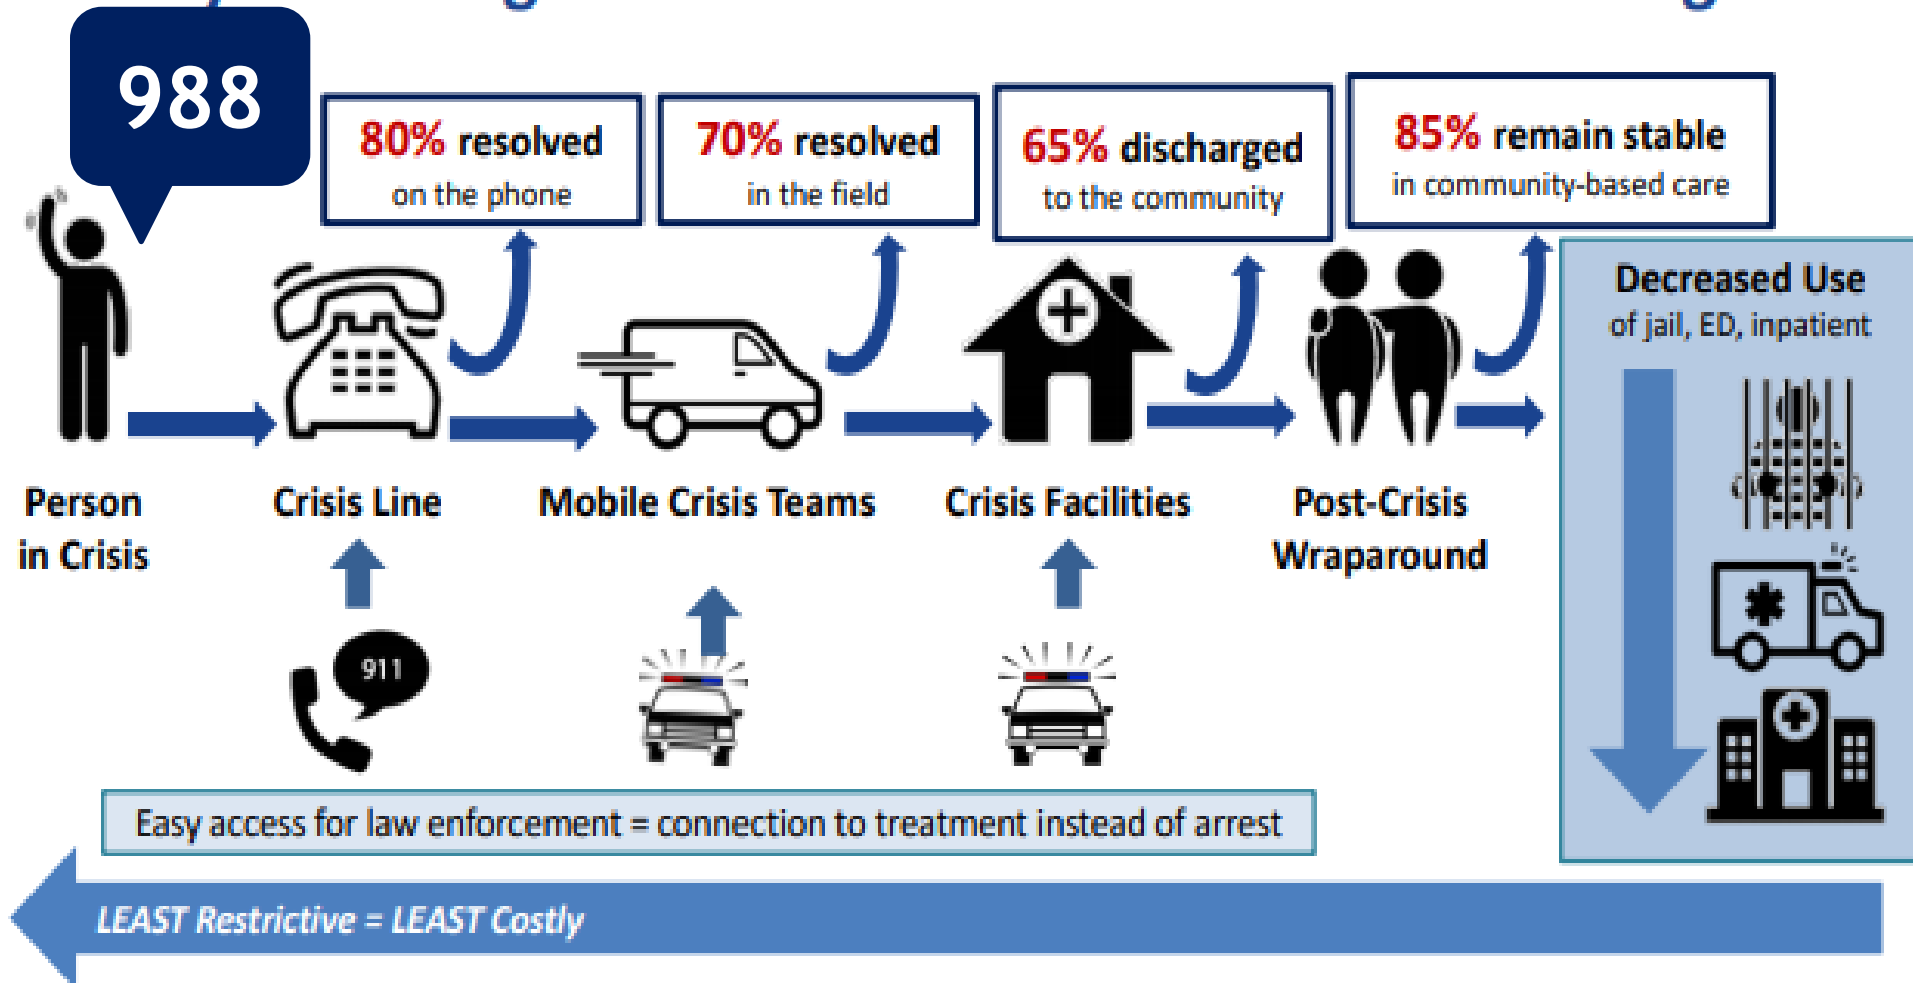 988
80% resolved
on the phone
70% resolved
in the field
65% discharged
to the community
85% remain stable
in community-based care
Decreased Use
of jail, ED, inpatient
Person
in Crisis
Crisis Line
Mobile Crisis Teams
Crisis Facilities
Post-Crisis
Wraparound
911
Easy access for law enforcement = connection to treatment instead of arrest
LEAST Restrictive = LEAST Costly